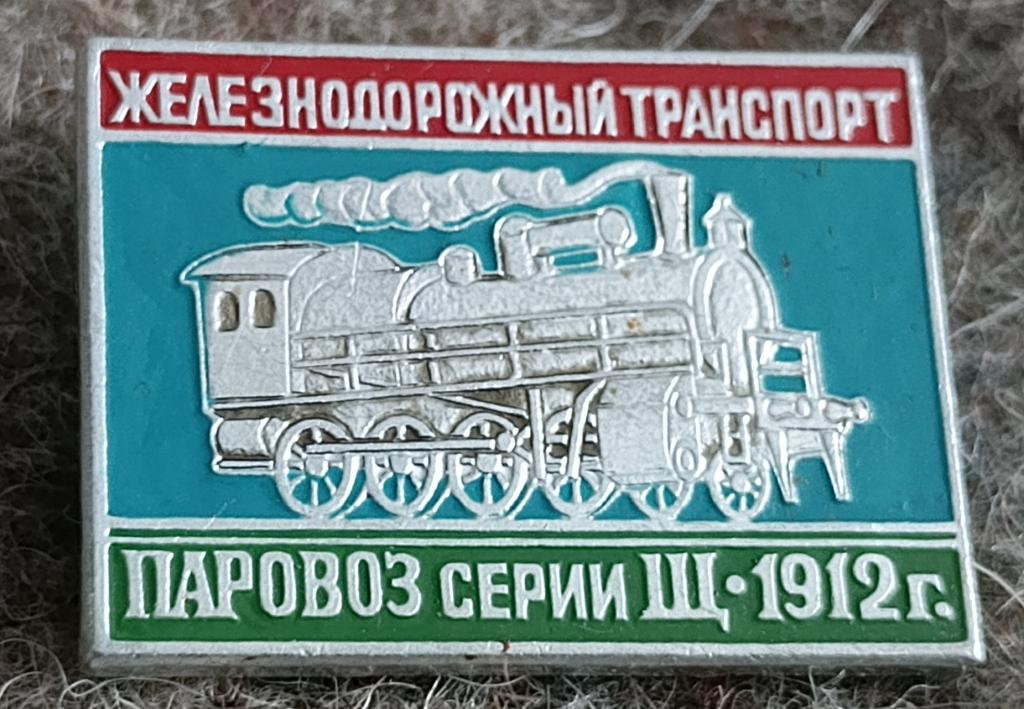 ЖЕЛЕЗНОДОРОЖНЫЙ ТРАНСПОРТ
ПАРОВОЗ СЕРИИ Щ·1912г.